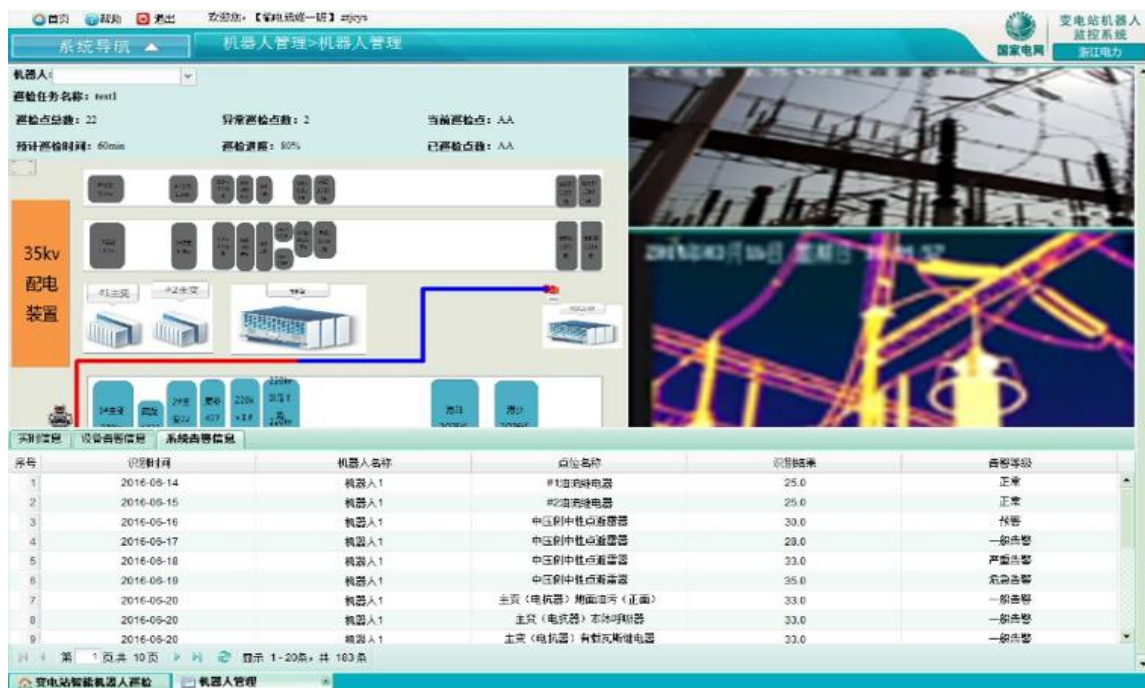 首页 帮助 退出 欢迎您,【变电运维一班】
系统导航 机器人管理>机器人管理
国家电网
变电站机器人
监控系统
浙江电力
机器人:
巡检任务名称: test1
巡检点总数: 22 异常巡检点数: 2 当前巡检点: AA
预计巡检时间: 60min 巡检进度: 80% 已巡检点数: AA
35kv
配电
装置
#1主变 #2主变
实时信息 设备告警信息 系统告警信息
序号 识别时间 机器人名称 点位名称 识别结果 告警等级
1 2016-06-14 机器人1 #1油流继电器 25.0 正常
2 2016-06-15 机器人1 #2油流继电器 25.0 正常
3 2016-06-16 机器人1 中压侧中性点避雷器 30.0 预警
4 2016-06-17 机器人1 中压侧中性点避雷器 28.0 一般告警
5 2016-06-18 机器人1 中压侧中性点避雷器 33.0 严重告警
6 2016-06-19 机器人1 中压侧中性点避雷器 35.0 危急告警
7 2016-06-20 机器人1 主变(电抗器)地面油污(正面) 33.0 一般告警
8 2016-06-20 机器人1 主变(电抗器)本体呼吸器 33.0 一般告警
9 2016-06-20 机器人1 主变(电抗器)有载瓦斯继电器 33.0 一般告警
第 1 页共 10 页 显示 1-20条, 共 183 条
变电站智能机器人巡检 机器人管理